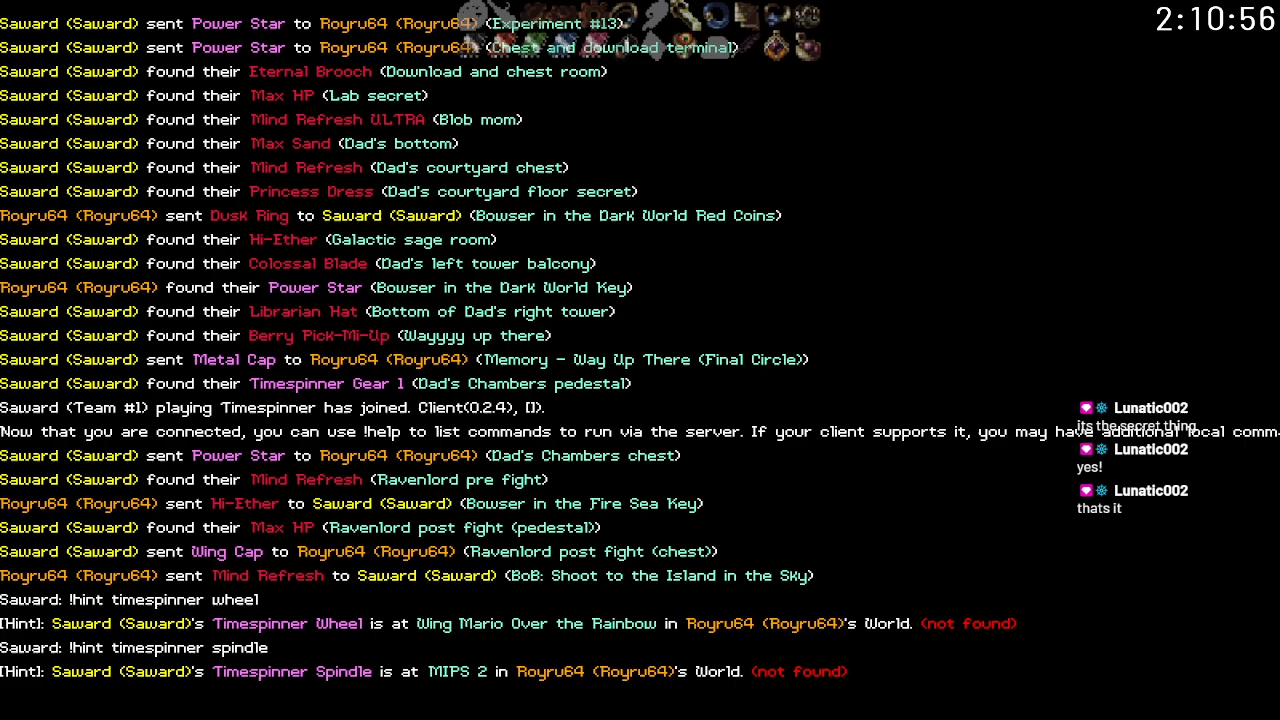 Saward (Saward) sent Power Star to Royru64 (Royru64) (Experiment #13)
2:10:56
Saward (Saward) sent Power Star to Royru64 (Royru64) (Chest and download terminal)
Saward (Saward) found their Eternal Brooch (Download and chest room)
Saward (Saward) found their Max HP (Lab secret)
Saward (Saward) found their Mind Refresh ULTRA (Blob mom)
Saward (Saward) found their Max Sand (Dad's bottom)
Saward (Saward) found their Mind Refresh (Dad's courtyard chest)
Saward (Saward) found their Princess Dress (Dad's courtyard floor secret)
Royru64 (Royru64) sent Dusk Ring to Saward (Saward) (Bowser in the Dark World Red Coins)
Saward (Saward) found their Hi-Ether (Galactic sage room)
Saward (Saward) found their Colossal Blade (Dad's left tower balcony)
Royru64 (Royru64) found their Power Star (Bowser in the Dark World Key)
Saward (Saward) found their Librarian Hat (Bottom of Dad's right tower)
Saward (Saward) found their Berry Pick-Mi-Up (Wayyyy up there)
Saward (Saward) sent Metal Cap to Royru64 (Royru64) (Memory - Way Up There (Final Circle))
Saward (Saward) found their Timespinner Gear 1 (Dad's Chambers pedestal)
Saward (Team #1) playing Timespinner has joined. Client(0.2.4), []).
Now that you are connected, you can use !help to list commands to run via the server. If your client supports it, you may have additional local comm
Saward (Saward) sent Power Star to Royru64 (Royru64) (Dad's Chambers chest)
Saward (Saward) found their Mind Refresh (Ravenlord pre fight)
Royru64 (Royru64) sent Hi-Ether to Saward (Saward) (Bowser in the Fire Sea Key)
Saward (Saward) found their Max HP (Ravenlord post fight (pedestal))
Saward (Saward) sent Wing Cap to Royru64 (Royru64) (Ravenlord post fight (chest))
Royru64 (Royru64) sent Mind Refresh to Saward (Saward) (BoB: Shoot to the Island in the Sky)
Saward: !hint timespinner wheel
[Hint]: Saward (Saward)'s Timespinner Wheel is at Wing Mario Over the Rainbow in Royru64 (Royru64)'s World. (not found)
Saward: !hint timespinner spindle
[Hint]: Saward (Saward)'s Timespinner Spindle is at MIPS 2 in Royru64 (Royru64)'s World. (not found)
Lunatic002
its the secret thing
Lunatic002
yes!
Lunatic002
thats it